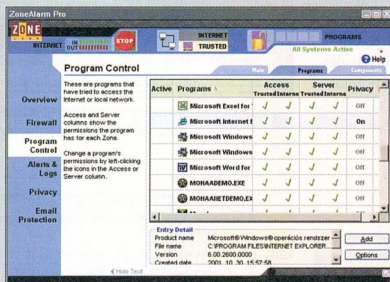 ZoneAlarm Pro
ZONE
LABS
INTERNET
IN
OUT
STOP
INTERNET
TRUSTED
PROGRAMS
All Systems Active
Help
Program Control
Main
Programs
Components
Overview
Firewall
Program
Control
Alerts &
Logs
Privacy
Email
Protection
These are programs that
have tried to access the
Internet or local network.
Access and Server
columns show the
permissions the program
has for each Zone.
Change a program's
permissions by left-clicking
the icons in the Access or
Server column.
Hide Text
Active Programs Access Server Privacy
Trusted Interne Trusted Interne
Microsoft Excel for Off
Microsoft Internet E On
Microsoft Windows Off
Microsoft Windows Off
Microsoft Word for Off
MOHAADEMO.EXE Off
Off
Entry Detail
Product name Microsoft® Windows® operációs rendszer
File name C:\PROGRAM FILES\INTERNET EXPLORER
Version 6.00.2600.0000
Created date 2001. 10. 30. 15:57:58
Add
Options